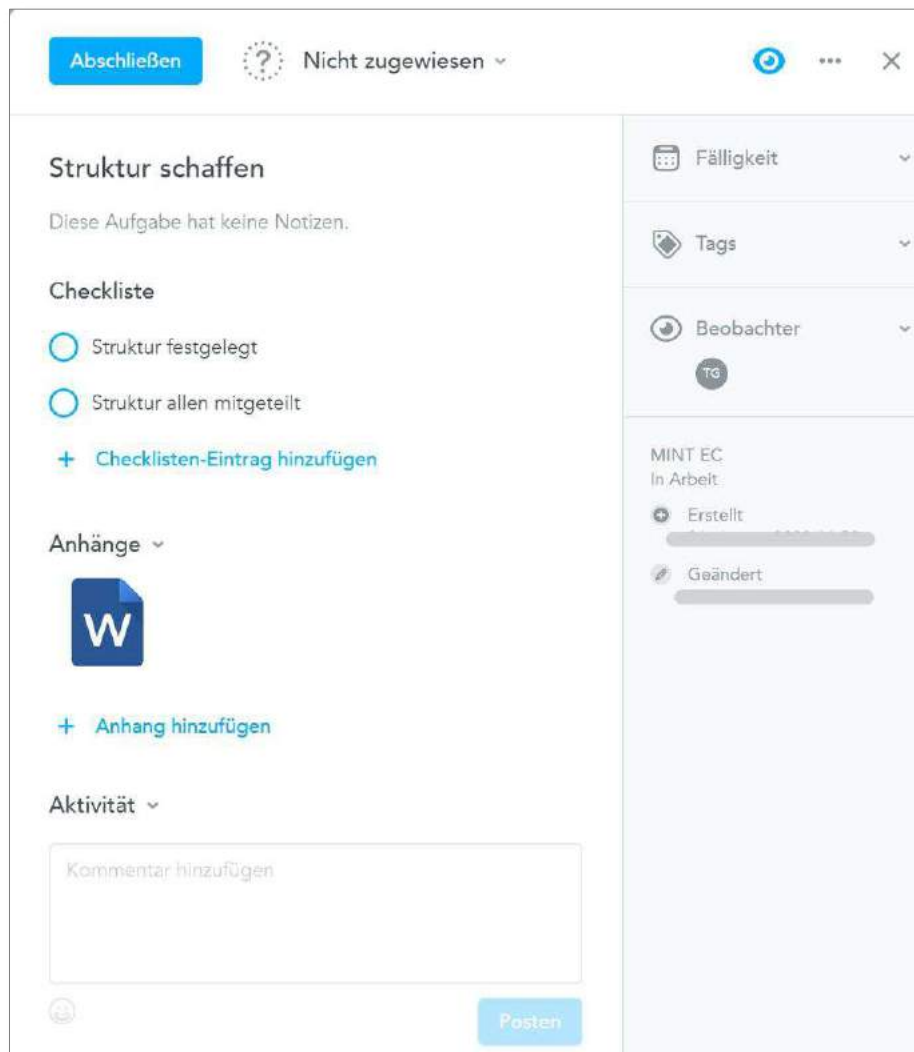 Abschließen
? Nicht zugewiesen
Struktur schaffen
Diese Aufgabe hat keine Notizen.
Checkliste
Struktur festgelegt
Struktur allen mitgeteilt
+ Checklisten-Eintrag hinzufügen
Anhänge
W
+ Anhang hinzufügen
Aktivität
Kommentar hinzufügen
Posten
Fälligkeit
Tags
Beobachter
TG
MINT EC
In Arbeit
Erstellt
Geändert